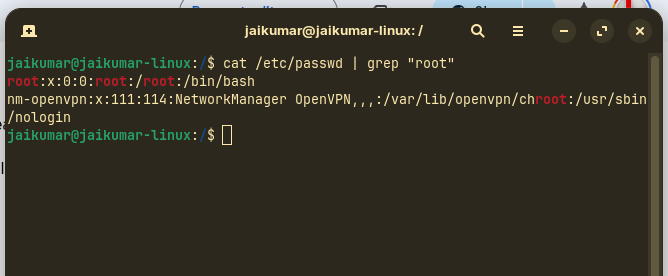 jaikumar@jaikumar-linux: /
jaikumar@jaikumar-linux:/$ cat /etc/passwd | grep "root"
root:x:0:0:root:/root:/bin/bash
nm-openvpn:x:111:114:NetworkManager OpenVPN,,,:/var/lib/openvpn/chroot:/usr/sbin
/nologin
jaikumar@jaikumar-linux:/$